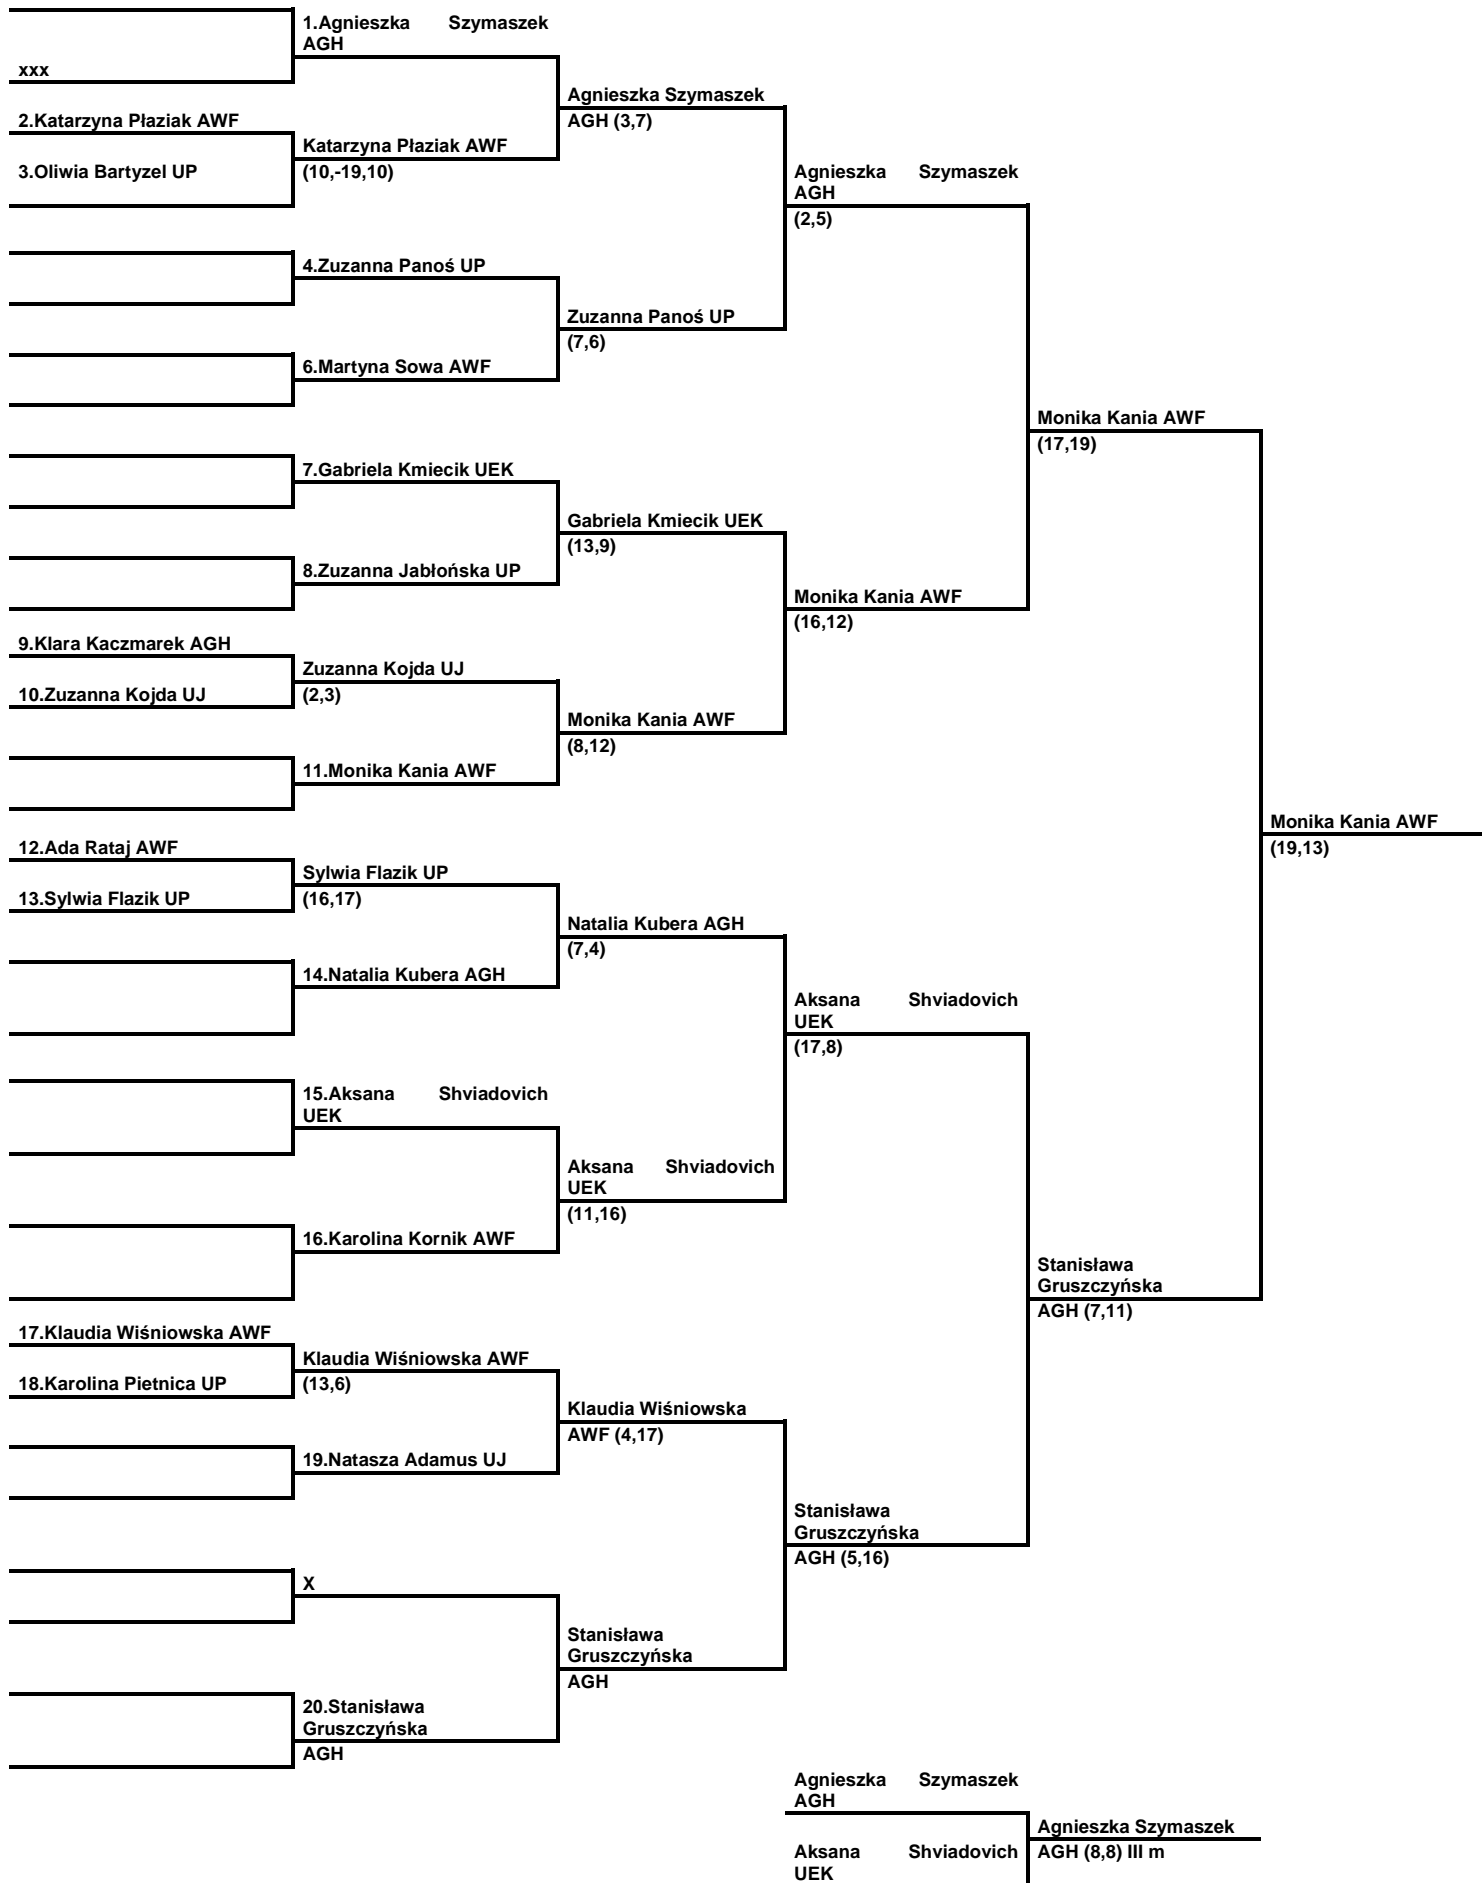 1.Agnieszka Szymaszek
AGH
xxx
Agnieszka Szymaszek
AGH (3,7)
2.Katarzyna Płaziak AWF
Katarzyna Płaziak AWF
(10,-19,10)
3.Oliwia Bartyzel UP
Agnieszka Szymaszek
AGH
(2,5)
4.Zuzanna Panoś UP
Zuzanna Panoś UP
(7,6)
6.Martyna Sowa AWF
Monika Kania AWF
(17,19)
7.Gabriela Kmiecik UEK
Gabriela Kmiecik UEK
(13,9)
8.Zuzanna Jabłońska UP
Monika Kania AWF
(16,12)
9.Klara Kaczmarek AGH
Zuzanna Kojda UJ
(2,3)
10.Zuzanna Kojda UJ
Monika Kania AWF
(8,12)
11.Monika Kania AWF
Monika Kania AWF
(19,13)
12.Ada Rataj AWF
Sylwia Flazik UP
(16,17)
13.Sylwia Flazik UP
Natalia Kubera AGH
(7,4)
14.Natalia Kubera AGH
Aksana Shviadovich
UEK
(17,8)
15.Aksana Shviadovich
UEK
Aksana Shviadovich
UEK
(11,16)
16.Karolina Kornik AWF
Stanisława
Gruszczyńska
AGH (7,11)
17.Klaudia Wiśniowska AWF
Klaudia Wiśniowska AWF
(13,6)
18.Karolina Pietnica UP
Klaudia Wiśniowska
AWF (4,17)
19.Natasza Adamus UJ
Stanisława
Gruszczyńska
AGH (5,16)
X
Stanisława
Gruszczyńska
AGH
20.Stanisława
Gruszczyńska
AGH
Agnieszka Szymaszek
AGH
Agnieszka Szymaszek
AGH (8,8) III m
Aksana Shviadovich
UEK